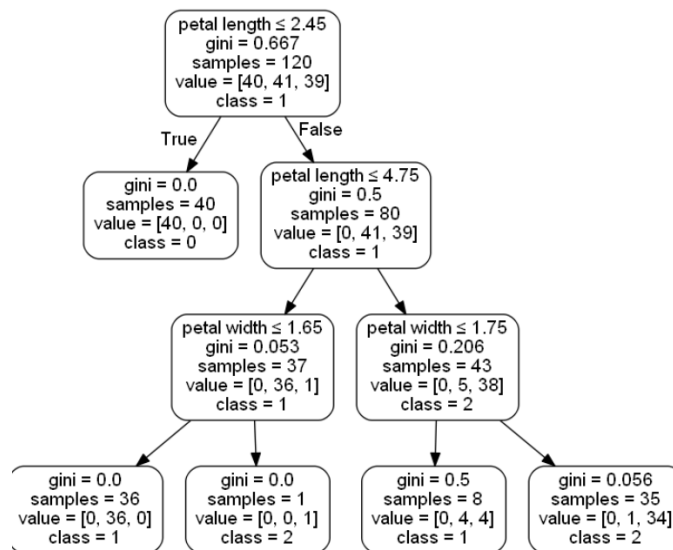 petal length ≤ 2.45
gini = 0.667
samples = 120
value = [40, 41, 39]
class = 1
True
False
gini = 0.0
samples = 40
value = [40, 0, 0]
class = 0
petal length ≤ 4.75
gini = 0.5
samples = 80
value = [0, 41, 39]
class = 1
petal width ≤ 1.65
gini = 0.053
samples = 37
value = [0, 36, 1]
class = 1
petal width ≤ 1.75
gini = 0.206
samples = 43
value = [0, 5, 38]
class = 2
gini = 0.0
samples = 36
value = [0, 36, 0]
class = 1
gini = 0.0
samples = 1
value = [0, 0, 1]
class = 2
gini = 0.5
samples = 8
value = [0, 4, 4]
class = 1
gini = 0.056
samples = 35
value = [0, 1, 34]
class = 2